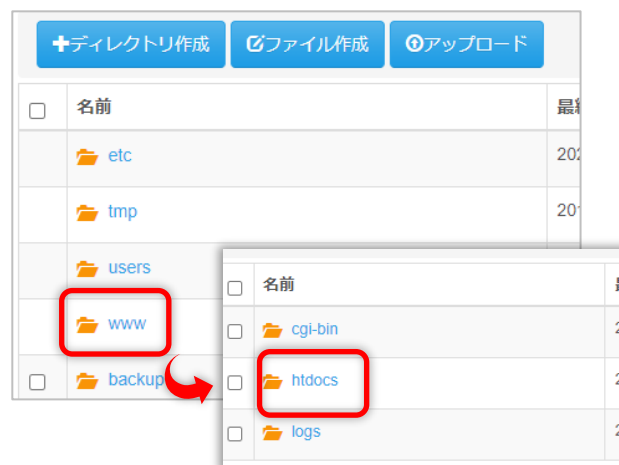 ディレクトリ作成 ファイル作成 アップロード
名前
etc
tmp
users
www
backup
名前
cgi-bin
htdocs
logs